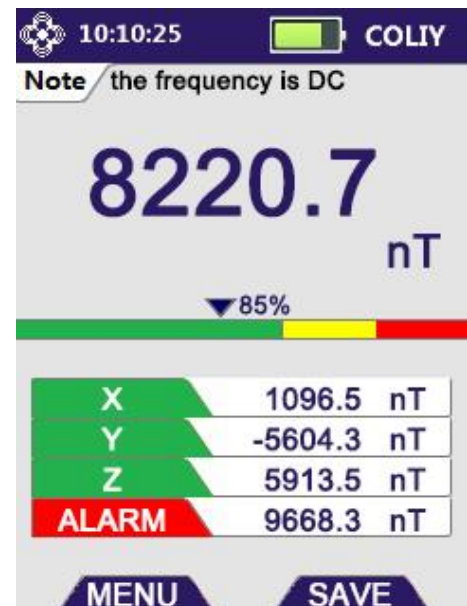 10:10:25 COLIY
Note the frequency is DC
8220.7
nT
85%
X 1096.5 nT
Y -5604.3 nT
Z 5913.5 nT
ALARM 9668.3 nT
MENU SAVE